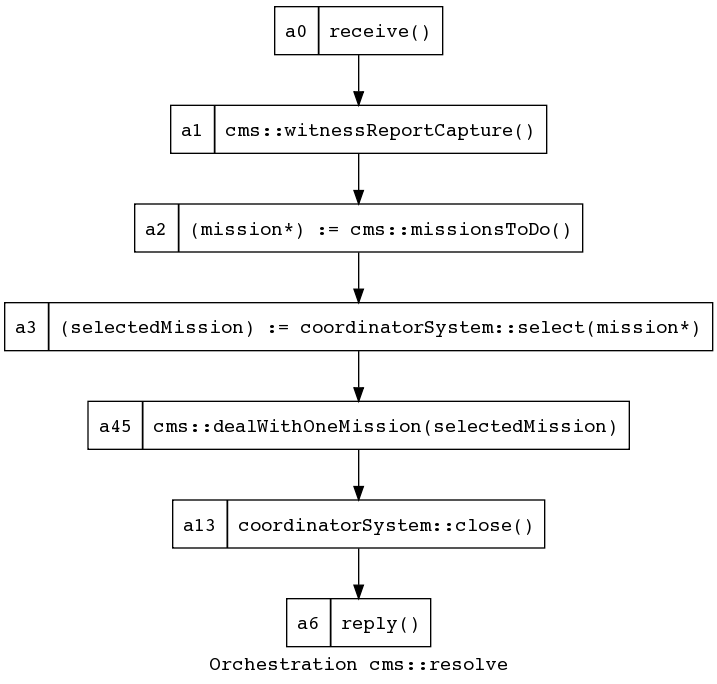 a0 receive()
a1 cms::witnessReportCapture()
a2 (mission*) := cms::missionsToDo()
a3 (selectedMission) := coordinatorSystem::select(mission*)
a45 cms::dealWithOneMission(selectedMission)
a13 coordinatorSystem::close()
a6 reply()
Orchestration cms::resolve